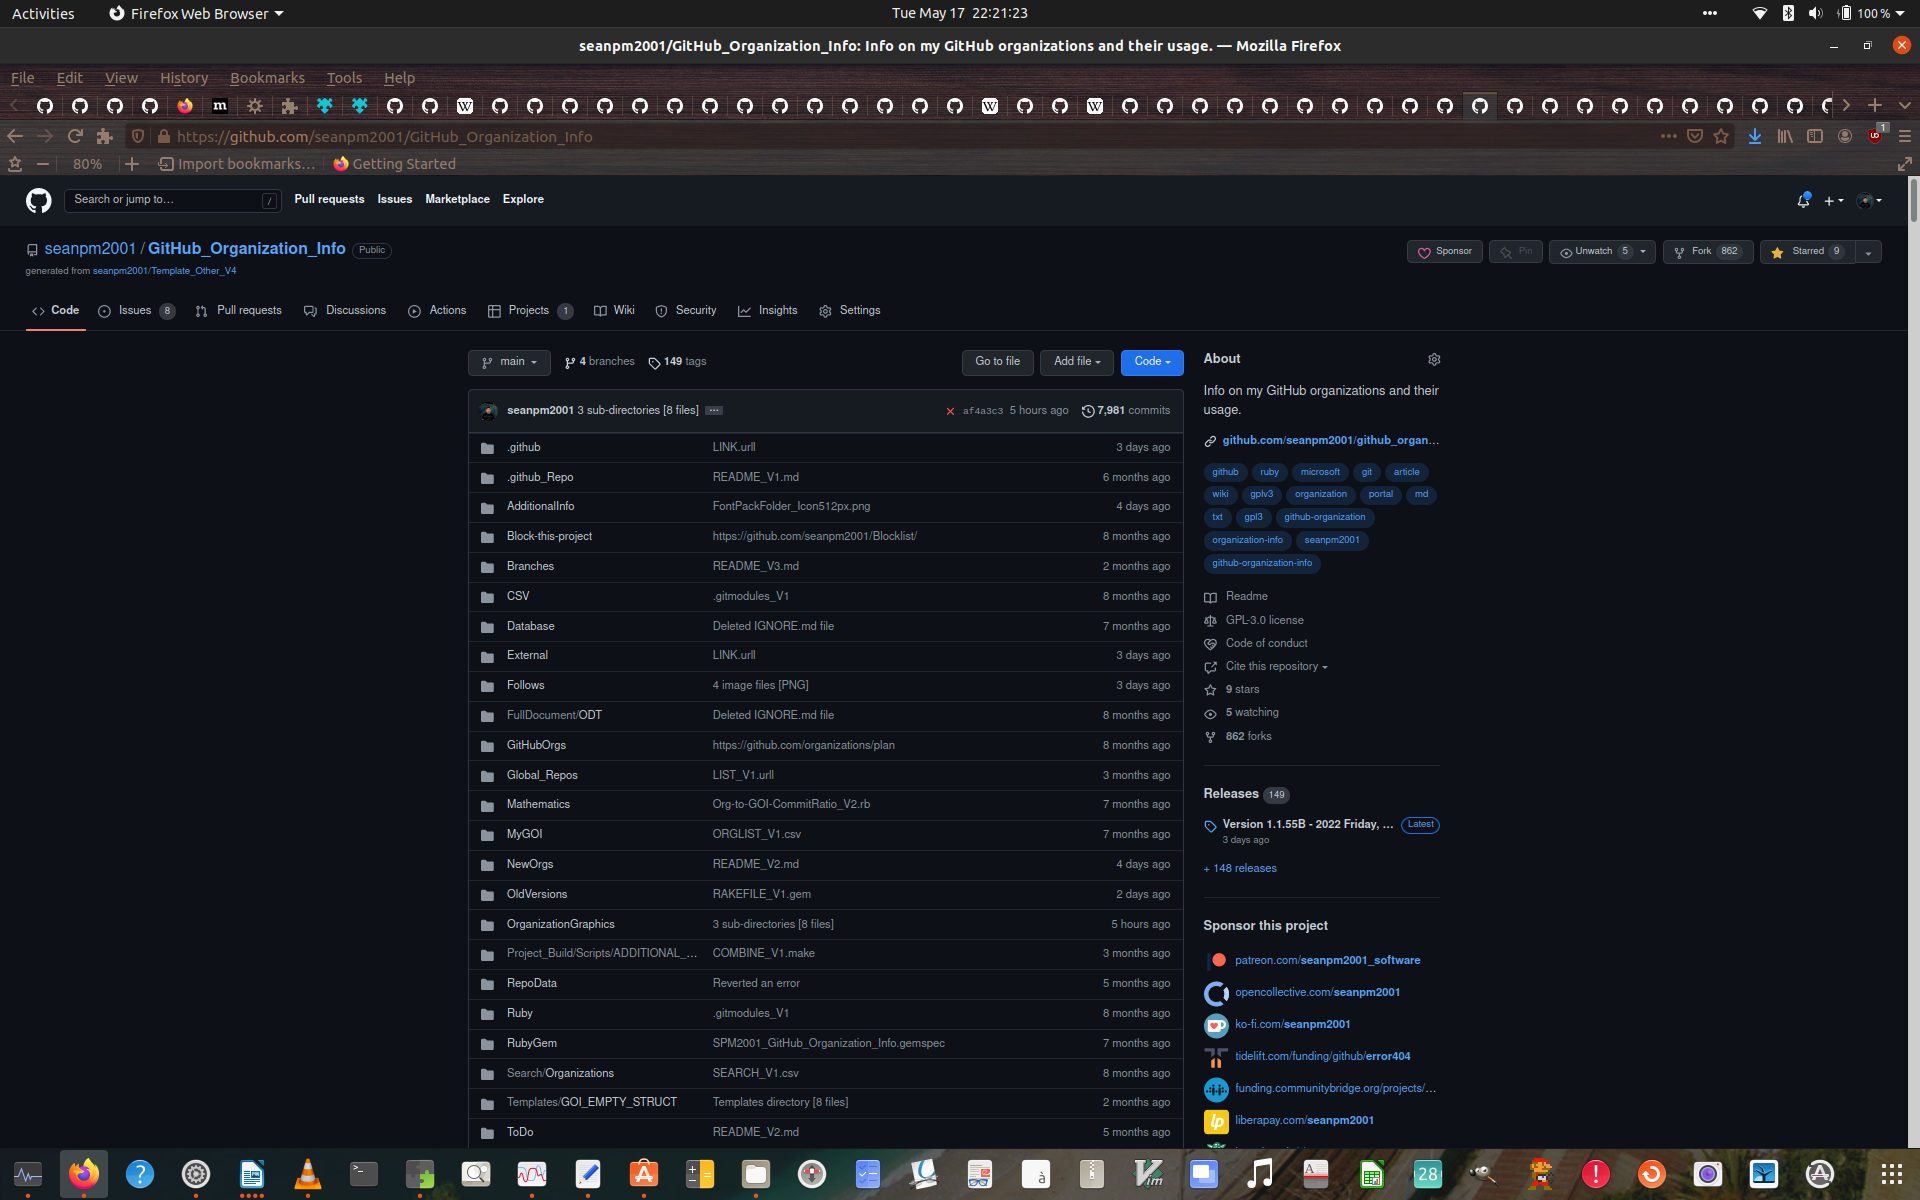 Activities Firefox Web Browser Tue May 17 22:21:23 100 %
seanpm2001/GitHub_Organization_Info: Info on my GitHub organizations and their usage. — Mozilla Firefox
File Edit View History Bookmarks Tools Help
https://github.com/seanpm2001/GitHub_Organization_Info 1
80% Import bookmarks... Getting Started
Search or jump to... / Pull requests Issues Marketplace Explore
seanpm2001 / GitHub_Organization_Info Public Sponsor Pin Unwatch 5 Fork 862 Starred 9
generated from seanpm2001/Template_Other_V4
Code Issues 8 Pull requests Discussions Actions Projects 1 Wiki Security Insights Settings
main 4 branches 149 tags Go to file Add file Code
seanpm2001 3 sub-directories [8 files] ... af4a3c3 5 hours ago 7,981 commits
.github LINK.urll 3 days ago
.github_Repo README_V1.md 6 months ago
AdditionalInfo FontPackFolder_Icon512px.png 4 days ago
Block-this-project https://github.com/seanpm2001/Blocklist/ 8 months ago
Branches README_V3.md 2 months ago
CSV .gitmodules_V1 8 months ago
Database Deleted IGNORE.md file 7 months ago
External LINK.urll 3 days ago
Follows 4 image files [PNG] 3 days ago
FullDocument/ODT Deleted IGNORE.md file 8 months ago
GitHubOrgs https://github.com/organizations/plan 8 months ago
Global_Repos LIST_V1.urll 3 months ago
Mathematics Org-to-GOI-CommitRatio_V2.rb 7 months ago
MyGOI ORGLIST_V1.csv 7 months ago
NewOrgs README_V2.md 4 days ago
OldVersions RAKEFILE_V1.gem 2 days ago
OrganizationGraphics 3 sub-directories [8 files] 5 hours ago
Project_Build/Scripts/ADDITIONAL_... COMBINE_V1.make 3 months ago
RepoData Reverted an error 5 months ago
Ruby .gitmodules_V1 8 months ago
RubyGem SPM2001_GitHub_Organization_Info.gemspec 7 months ago
Search/Organizations SEARCH_V1.csv 8 months ago
Templates/GOI_EMPTY_STRUCT Templates directory [8 files] 2 months ago
ToDo README_V2.md 5 months ago
About
Info on my GitHub organizations and their
usage.
github.com/seanpm2001/github_organ...
github ruby microsoft git article
wiki gplv3 organization portal md
txt gpl3 github-organization
organization-info seanpm2001
github-organization-info
Readme
GPL-3.0 license
Code of conduct
Cite this repository
9 stars
5 watching
862 forks
Releases 149
Version 1.1.55B - 2022 Friday, ... Latest
3 days ago
+ 148 releases
Sponsor this project
patreon.com/seanpm2001_software
opencollective.com/seanpm2001
ko-fi.com/seanpm2001
tidelift.com/funding/github/error404
funding.communitybridge.org/projects/...
liberapay.com/seanpm2001
28